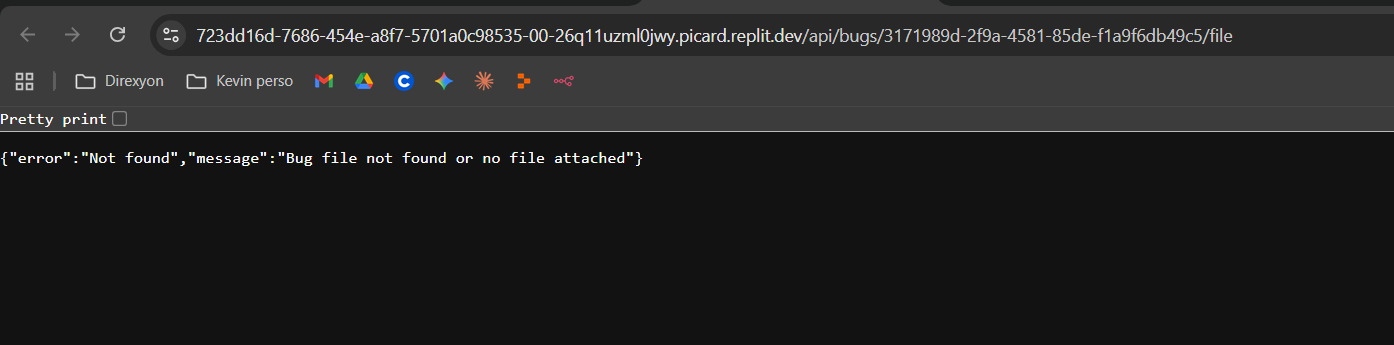 723dd16d-7686-454e-a8f7-5701a0c98535-00-26q11uzml0jwy.picard.replit.dev/api/bugs/3171989d-2f9a-4581-85de-f1a9f6db49c5/file
Direxyon Kevin perso
Pretty print
{"error":"Not found","message":"Bug file not found or no file attached"}